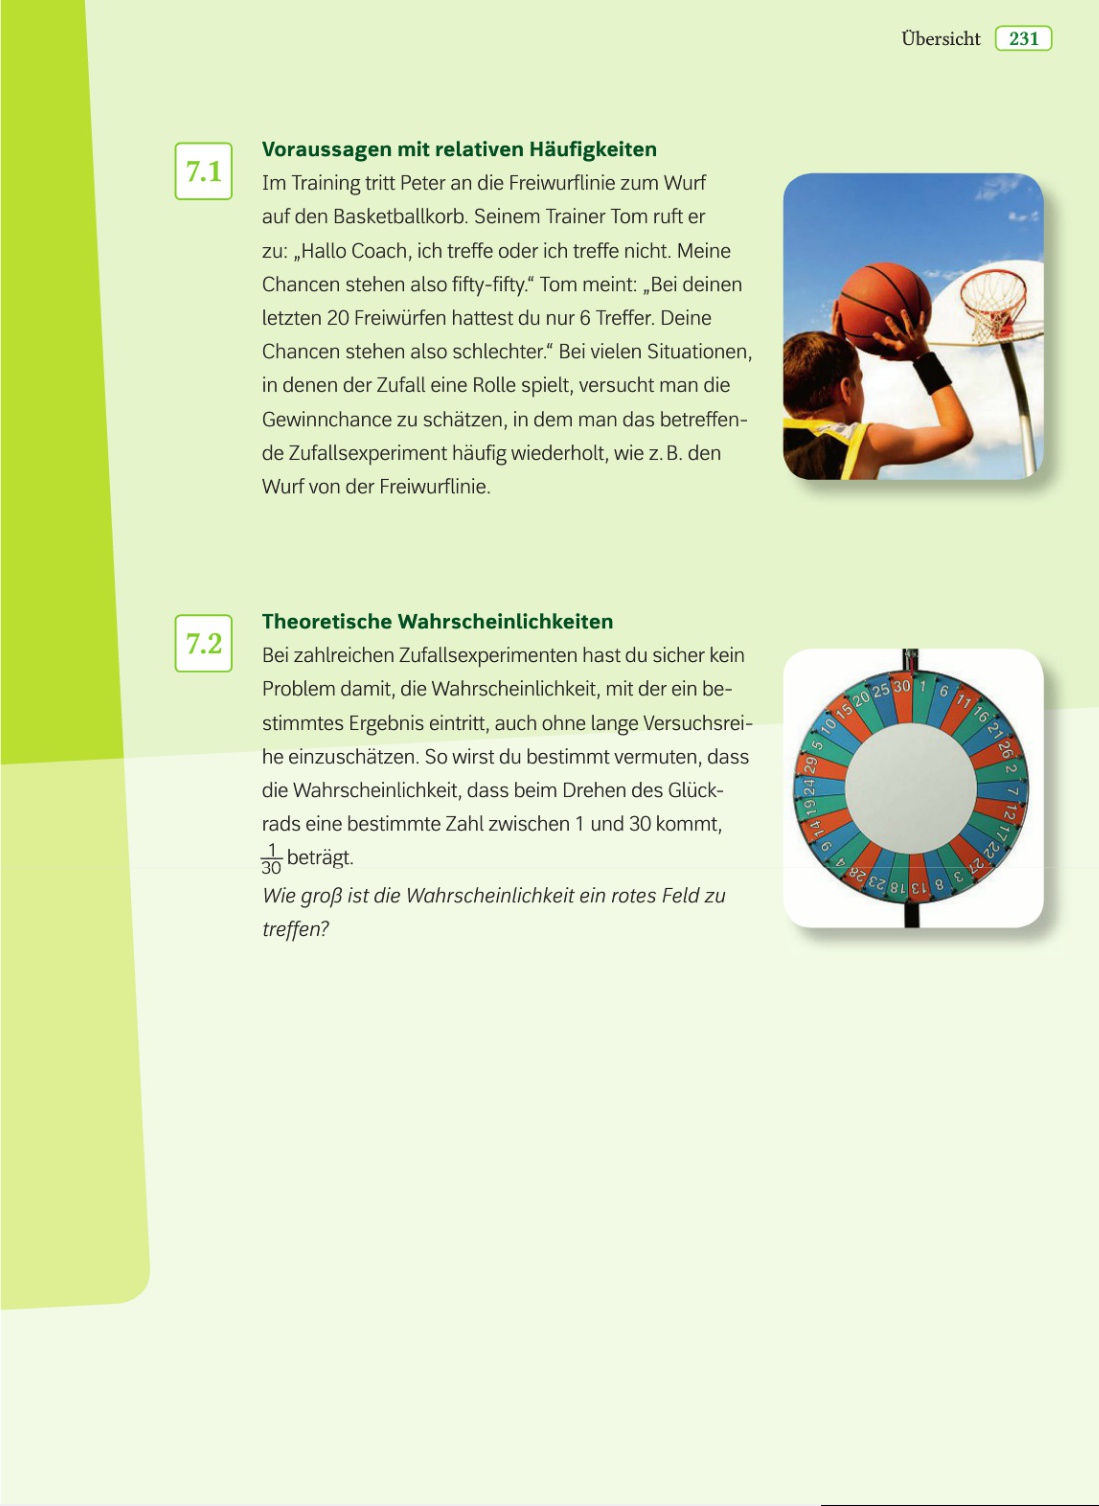 Übersicht 231
7.1
Voraussagen mit relativen Häufigkeiten
Im Training tritt Peter an die Freiwurflinie zum Wurf
auf den Basketballkorb. Seinem Trainer Tom ruft er
zu: „Hallo Coach, ich treffe oder ich treffe nicht. Meine
Chancen stehen also fifty-fifty.“ Tom meint: „Bei deinen
letzten 20 Freiwürfen hattest du nur 6 Treffer. Deine
Chancen stehen also schlechter.“ Bei vielen Situationen,
in denen der Zufall eine Rolle spielt, versucht man die
Gewinnchance zu schätzen, in dem man das betreffen-
de Zufallsexperiment häufig wiederholt, wie z. B. den
Wurf von der Freiwurflinie.
7.2
Theoretische Wahrscheinlichkeiten
Bei zahlreichen Zufallsexperimenten hast du sicher kein
Problem damit, die Wahrscheinlichkeit, mit der ein be-
stimmtes Ergebnis eintritt, auch ohne lange Versuchsrei-
he einzuschätzen. So wirst du bestimmt vermuten, dass
die Wahrscheinlichkeit, dass beim Drehen des Glück-
rads eine bestimmte Zahl zwischen 1 und 30 kommt,
1/30 beträgt.
Wie groß ist die Wahrscheinlichkeit ein rotes Feld zu
treffen?
30 1 6 11 16 21 26 2 7 12 17 22 27 3 8 13 18 23 28 4 9 14 19 24 29 5 10 15 20 25